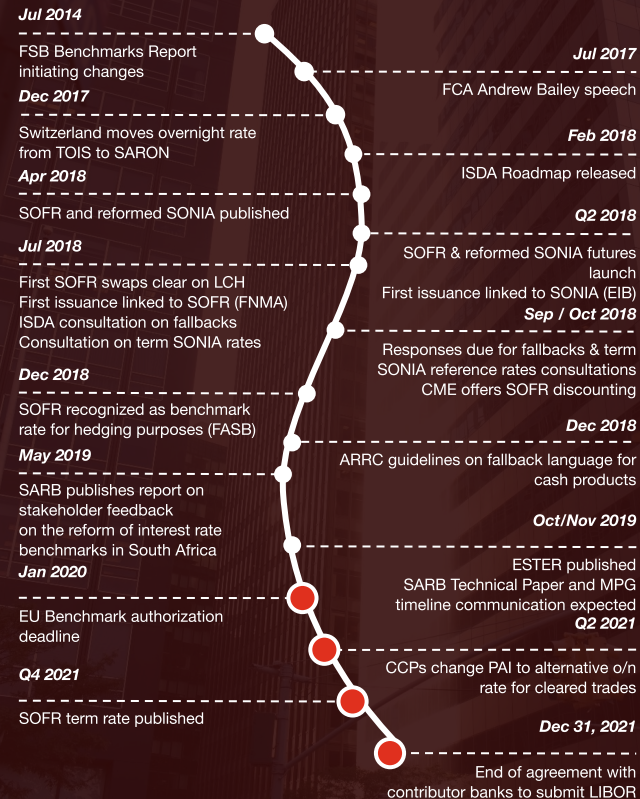 Jul 2014
FSB Benchmarks Report
initiating changes
Jul 2017
FCA Andrew Bailey speech
Dec 2017
Switzerland moves overnight rate
from TOIS to SARON
Feb 2018
ISDA Roadmap released
Apr 2018
SOFR and reformed SONIA published
Q2 2018
SOFR & reformed SONIA futures
launch
First issuance linked to SONIA (EIB)
Jul 2018
First SOFR swaps clear on LCH
First issuance linked to SOFR (FNMA)
ISDA consultation on fallbacks
Consultation on term SONIA rates
Sep / Oct 2018
Responses due for fallbacks & term
SONIA reference rates consultations
CME offers SOFR discounting
Dec 2018
SOFR recognized as benchmark
rate for hedging purposes (FASB)
Dec 2018
ARRC guidelines on fallback language for
cash products
May 2019
SARB publishes report on
stakeholder feedback
on the reform of interest rate
benchmarks in South Africa
Oct/Nov 2019
ESTER published
SARB Technical Paper and MPG
timeline communication expected
Jan 2020
EU Benchmark authorization
deadline
Q2 2021
CCPs change PAI to alternative o/n
rate for cleared trades
Q4 2021
SOFR term rate published
Dec 31, 2021
End of agreement with
contributor banks to submit LIBOR